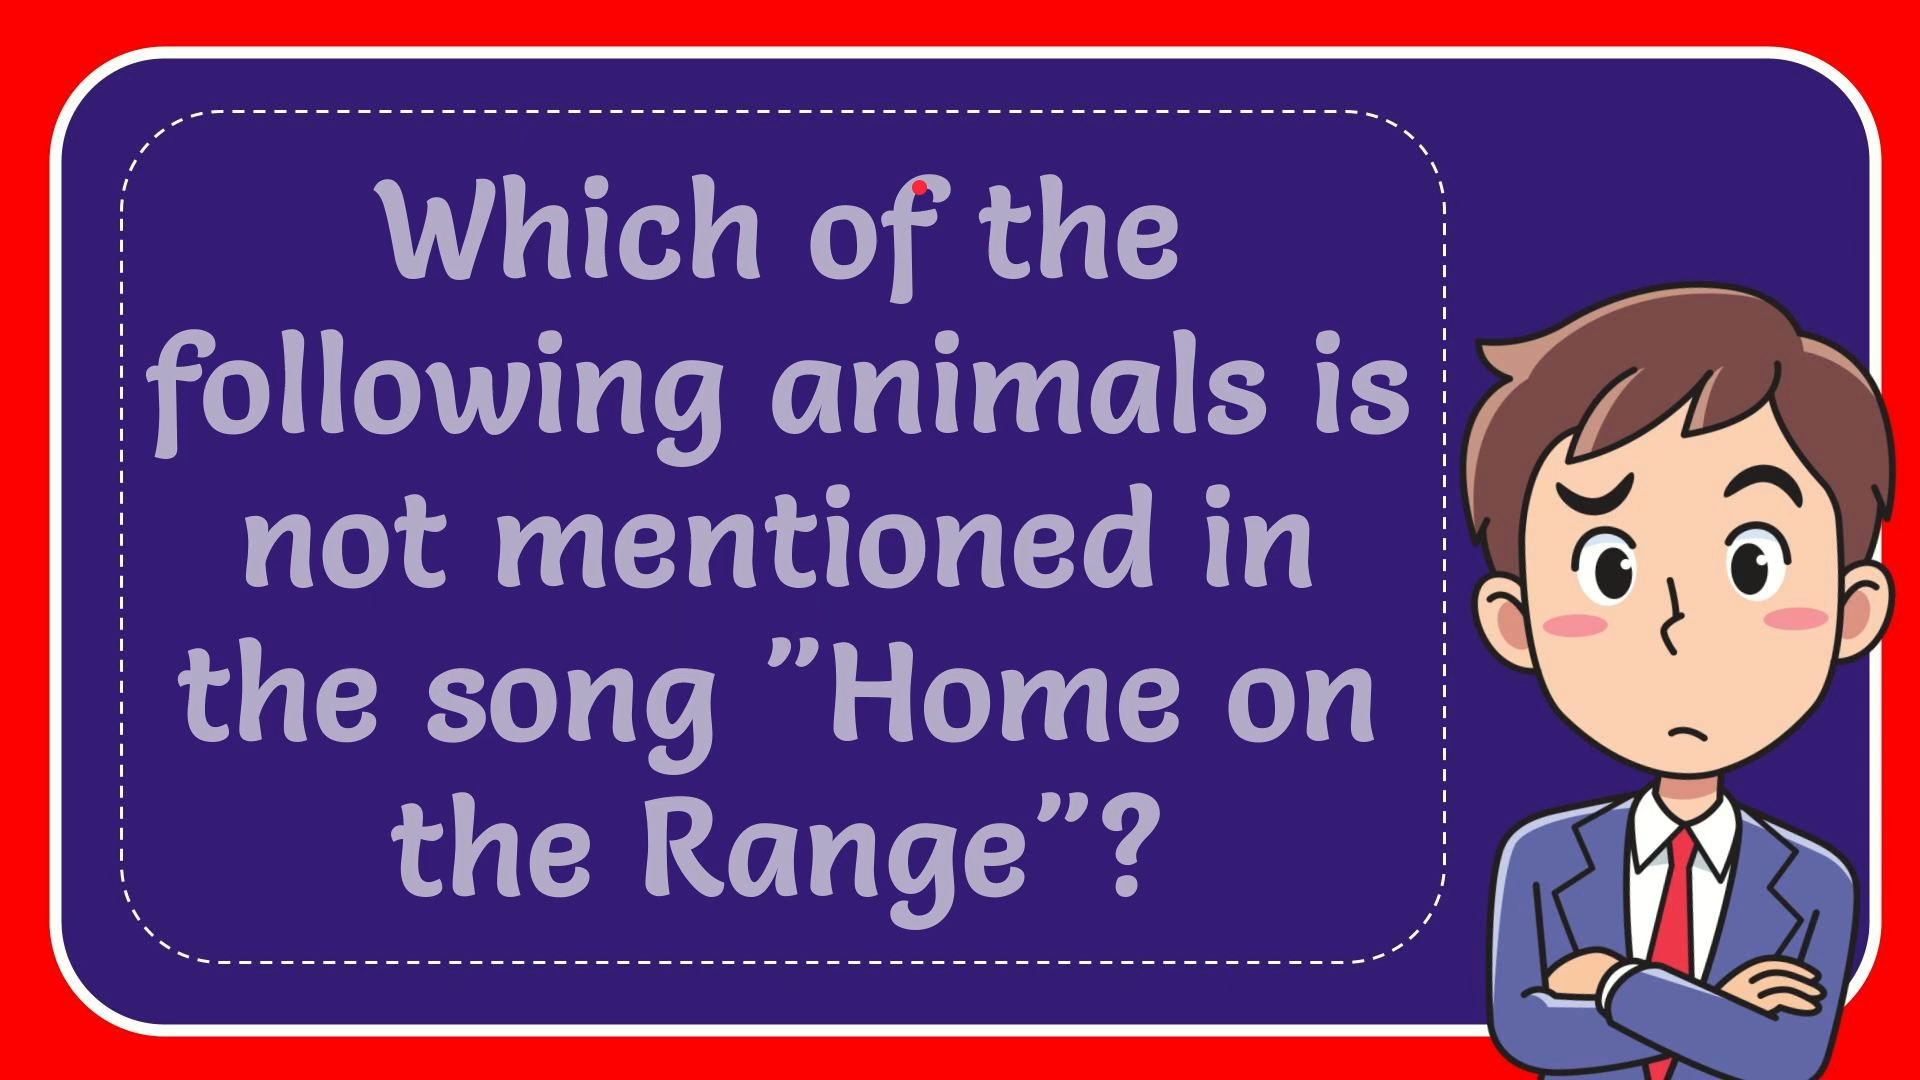 Which of the
following animals is
not mentioned in
the song ”Home on
the Range”?